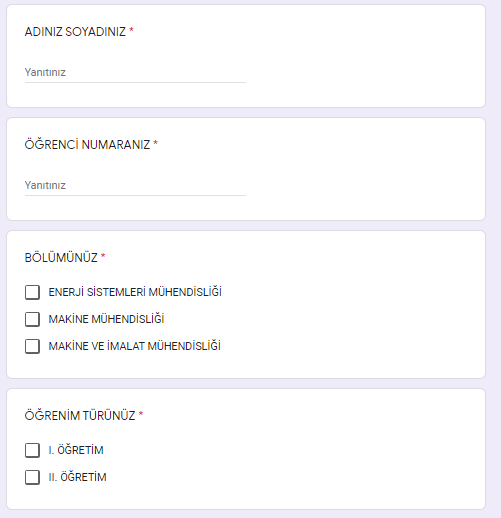 ADINIZ SOYADINIZ *
Yanıtınız
ÖĞRENCİ NUMARANIZ *
Yanıtınız
BÖLÜMÜNÜZ *
ENERJİ SİSTEMLERİ MÜHENDİSLİĞİ
MAKİNE MÜHENDİSLİĞİ
MAKİNE VE İMALAT MÜHENDİSLİĞİ
ÖĞRENİM TÜRÜNÜZ *
I. ÖĞRETİM
II. ÖĞRETİM